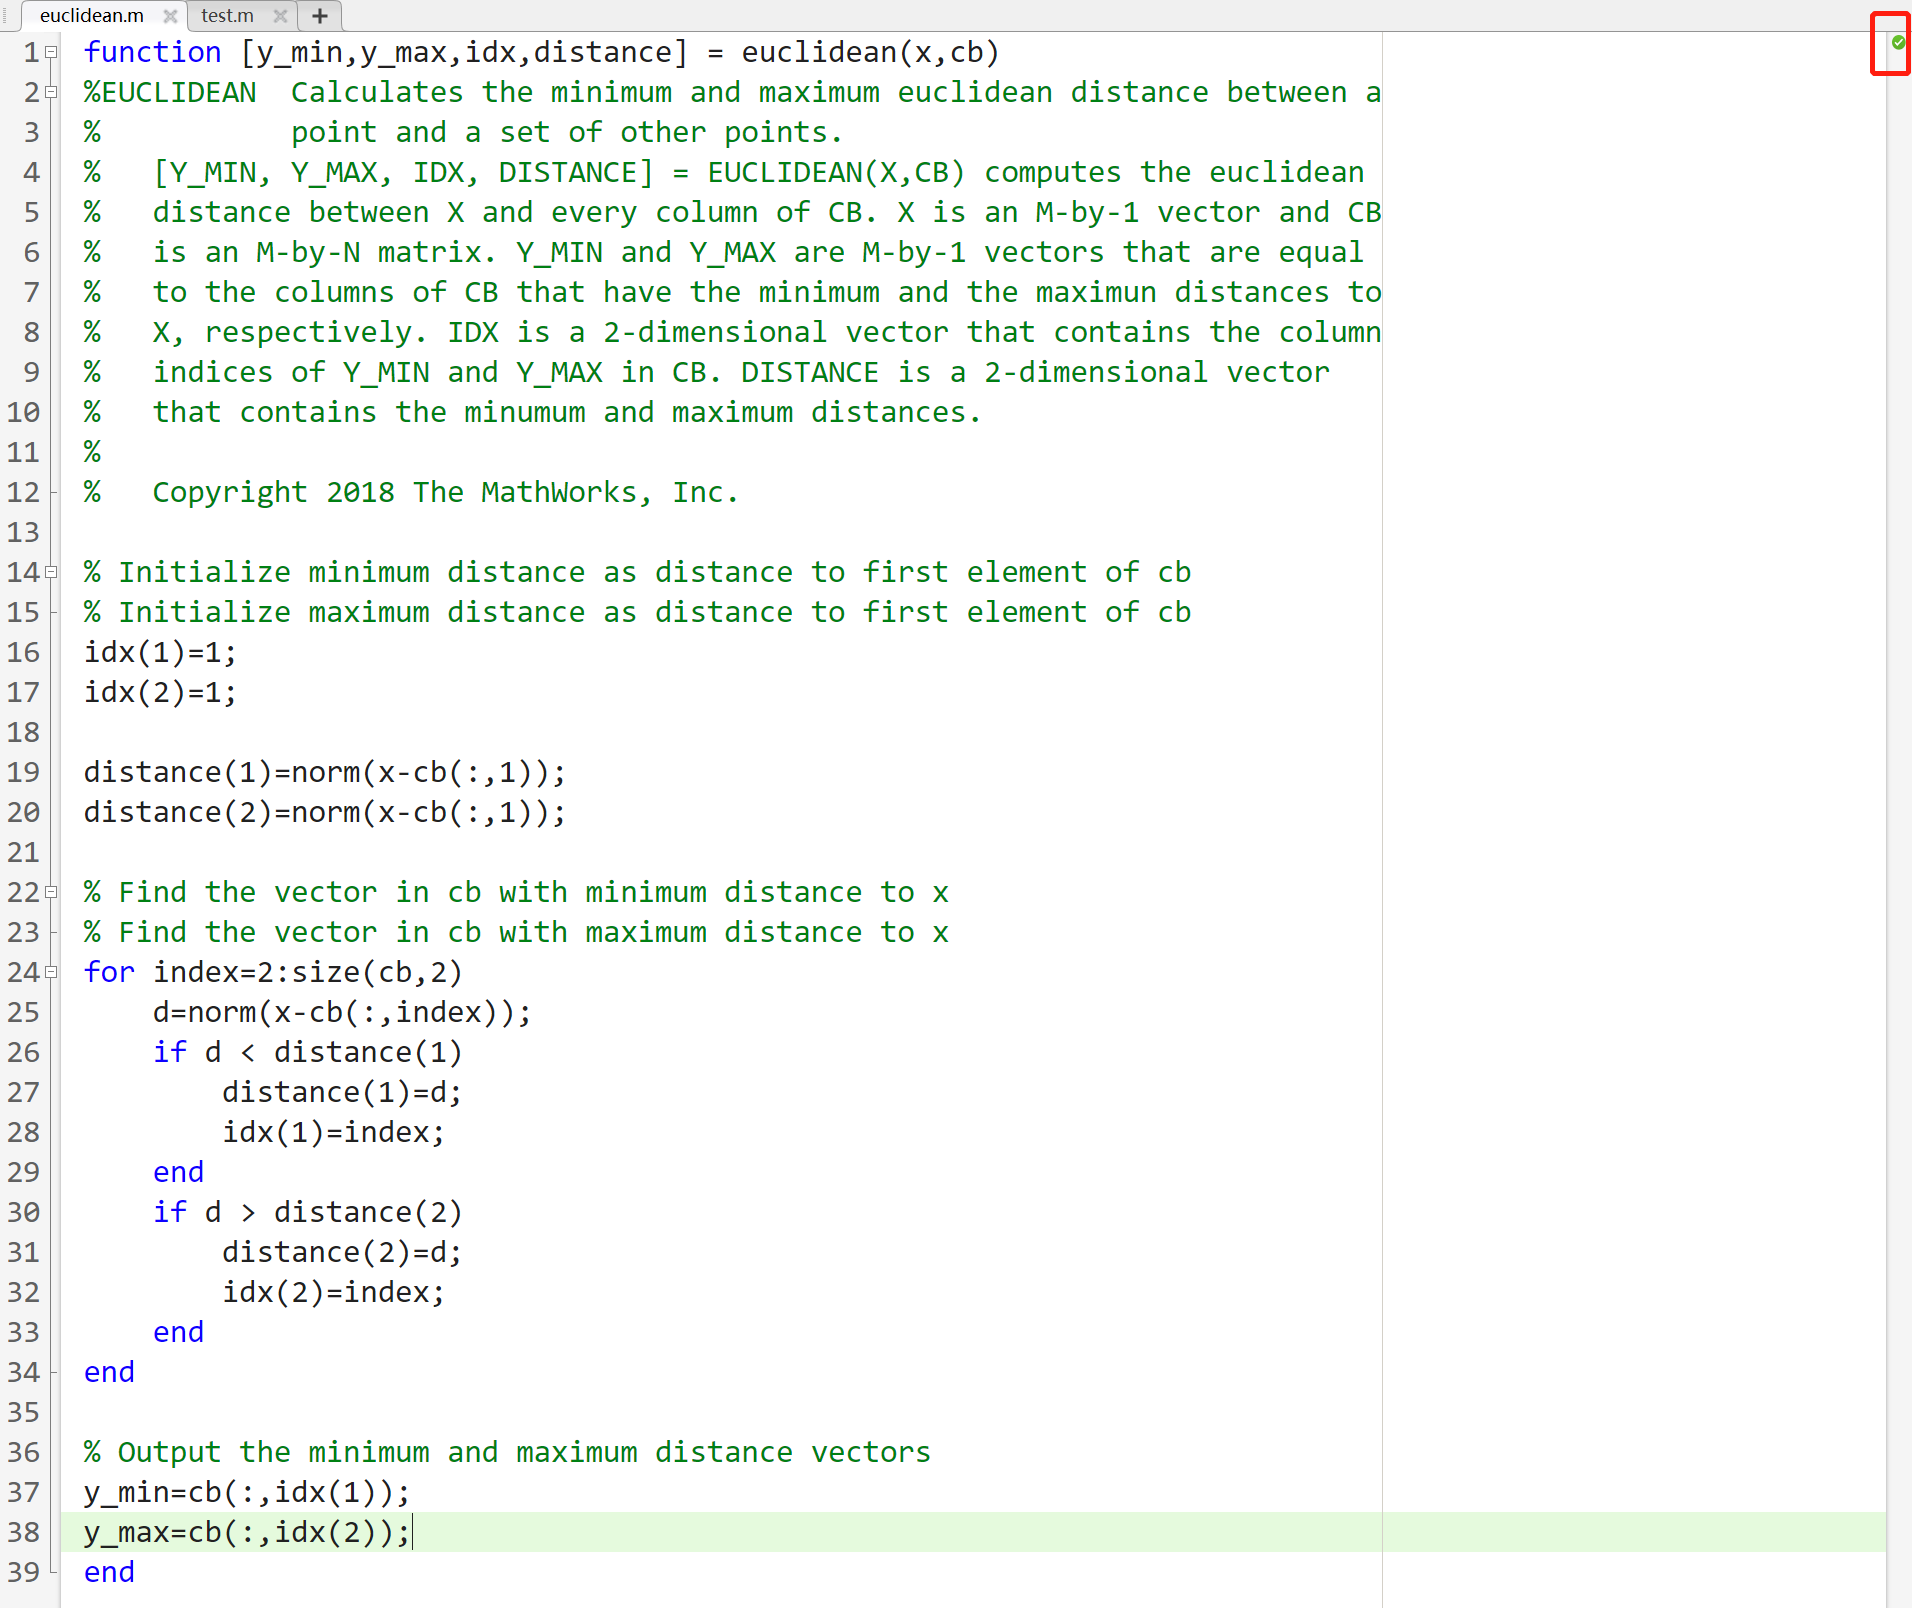 euclidean.m test.m
1 function [y_min,y_max,idx,distance] = euclidean(x,cb)
2 %EUCLIDEAN  Calculates the minimum and maximum euclidean distance between a
3 %           point and a set of other points.
4 %   [Y_MIN, Y_MAX, IDX, DISTANCE] = EUCLIDEAN(X,CB) computes the euclidean
5 %   distance between X and every column of CB. X is an M-by-1 vector and CB
6 %   is an M-by-N matrix. Y_MIN and Y_MAX are M-by-1 vectors that are equal
7 %   to the columns of CB that have the minimum and the maximun distances to
8 %   X, respectively. IDX is a 2-dimensional vector that contains the column
9 %   indices of Y_MIN and Y_MAX in CB. DISTANCE is a 2-dimensional vector
10 %   that contains the minumum and maximum distances.
11 %
12 %   Copyright 2018 The MathWorks, Inc.
13
14 % Initialize minimum distance as distance to first element of cb
15 % Initialize maximum distance as distance to first element of cb
16 idx(1)=1;
17 idx(2)=1;
18
19 distance(1)=norm(x-cb(:,1));
20 distance(2)=norm(x-cb(:,1));
21
22 % Find the vector in cb with minimum distance to x
23 % Find the vector in cb with maximum distance to x
24 for index=2:size(cb,2)
25     d=norm(x-cb(:,index));
26     if d < distance(1)
27         distance(1)=d;
28         idx(1)=index;
29     end
30     if d > distance(2)
31         distance(2)=d;
32         idx(2)=index;
33     end
34 end
35
36 % Output the minimum and maximum distance vectors
37 y_min=cb(:,idx(1));
38 y_max=cb(:,idx(2));
39 end